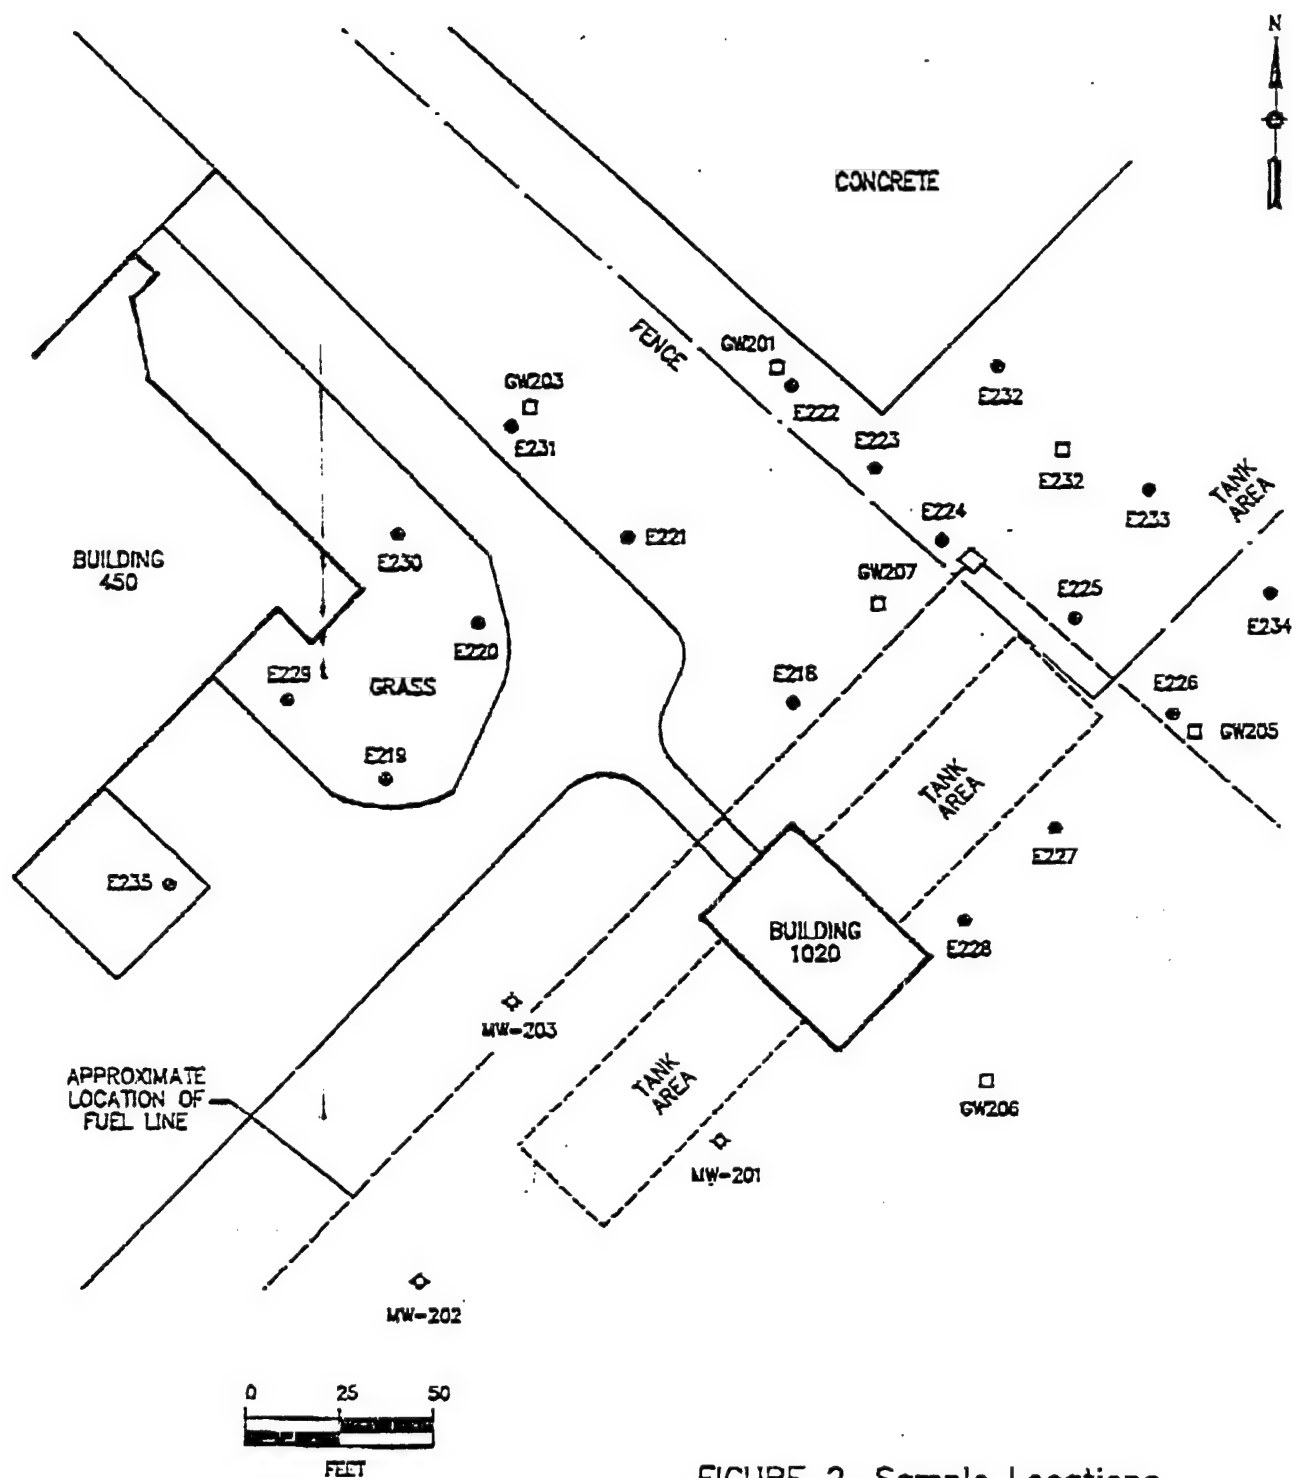 N
CONCRETE
FENCE
GW201
E222
E232
GW203
E231
E223
E232
E233
TANK
AREA
E224
E221
E230
BUILDING
450
GW207
E225
E234
E220
E229
GRASS
E218
E226
GW205
E219
TANK
AREA
E227
E235
BUILDING
1020
E228
MW-203
APPROXIMATE
LOCATION OF
FUEL LINE
TANK
AREA
GW206
MW-201
MW-202
0 25 50
FEET
FIGURE 2. Sample Locations